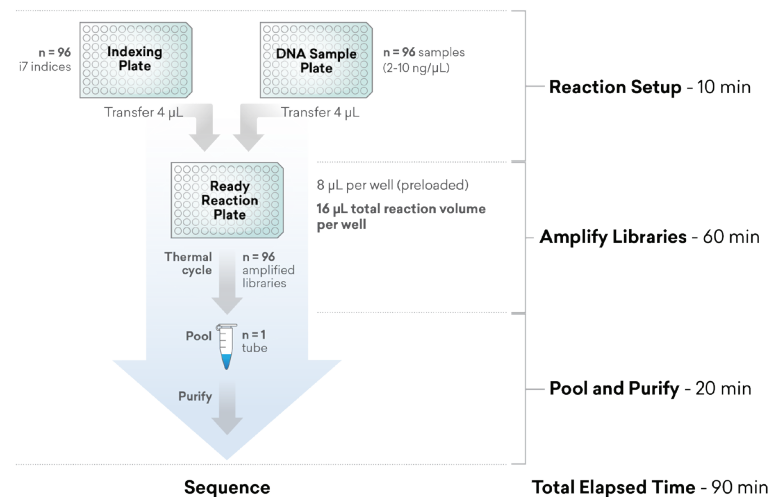 n = 96
i7 indices
Indexing
Plate
DNA Sample
Plate
n = 96 samples
(2-10 ng/µL)
Reaction Setup - 10 min
Transfer 4 µL
Transfer 4 µL
Ready
Reaction
Plate
8 µL per well (preloaded)
16 µL total reaction volume
per well
Amplify Libraries - 60 min
Thermal
cycle
n = 96
amplified
libraries
Pool
n = 1
tube
Purify
Pool and Purify - 20 min
Sequence
Total Elapsed Time - 90 min